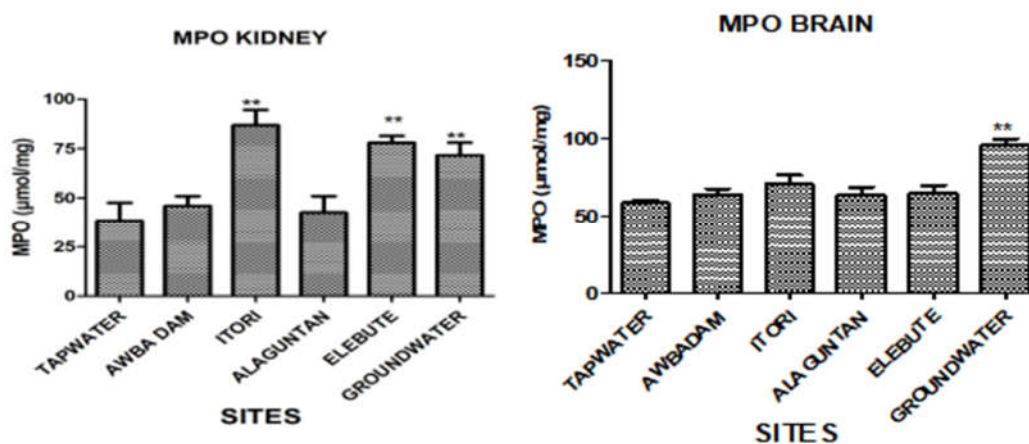 MPO KIDNEY
MPO (µmol/mg)
100
75
50
25
0
**
**
**
TAPWATER
AWBA DAM
ITORI
ALAGUNTAN
ELEBUTE
GROUNDWATER
SITES
MPO BRAIN
MPO (µmol/mg)
150
100
50
0
**
TAPWATER
AWBADAM
ITORI
ALAGUNTAN
ELEBUTE
GROUNDWATER
SITES